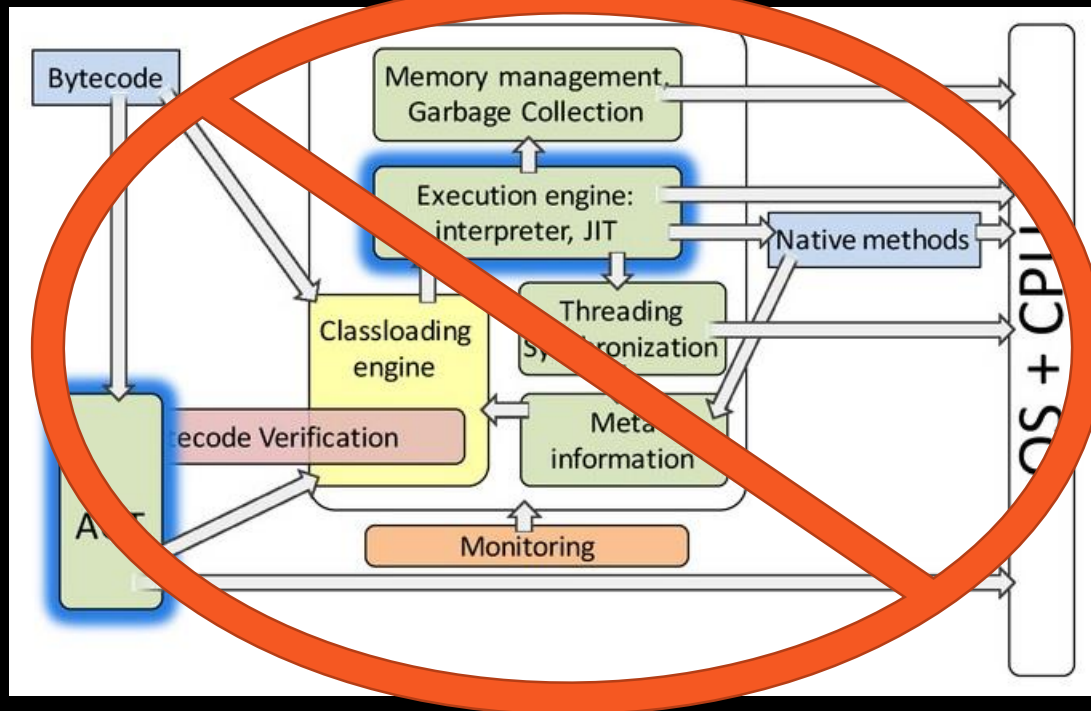 Bytecode
Memory management,
Garbage Collection
Execution engine:
interpreter, JIT
Native methods
Threading
Synchronization
Classloading
engine
tecode Verification
Meta
information
AOT
Monitoring
OS + CPU